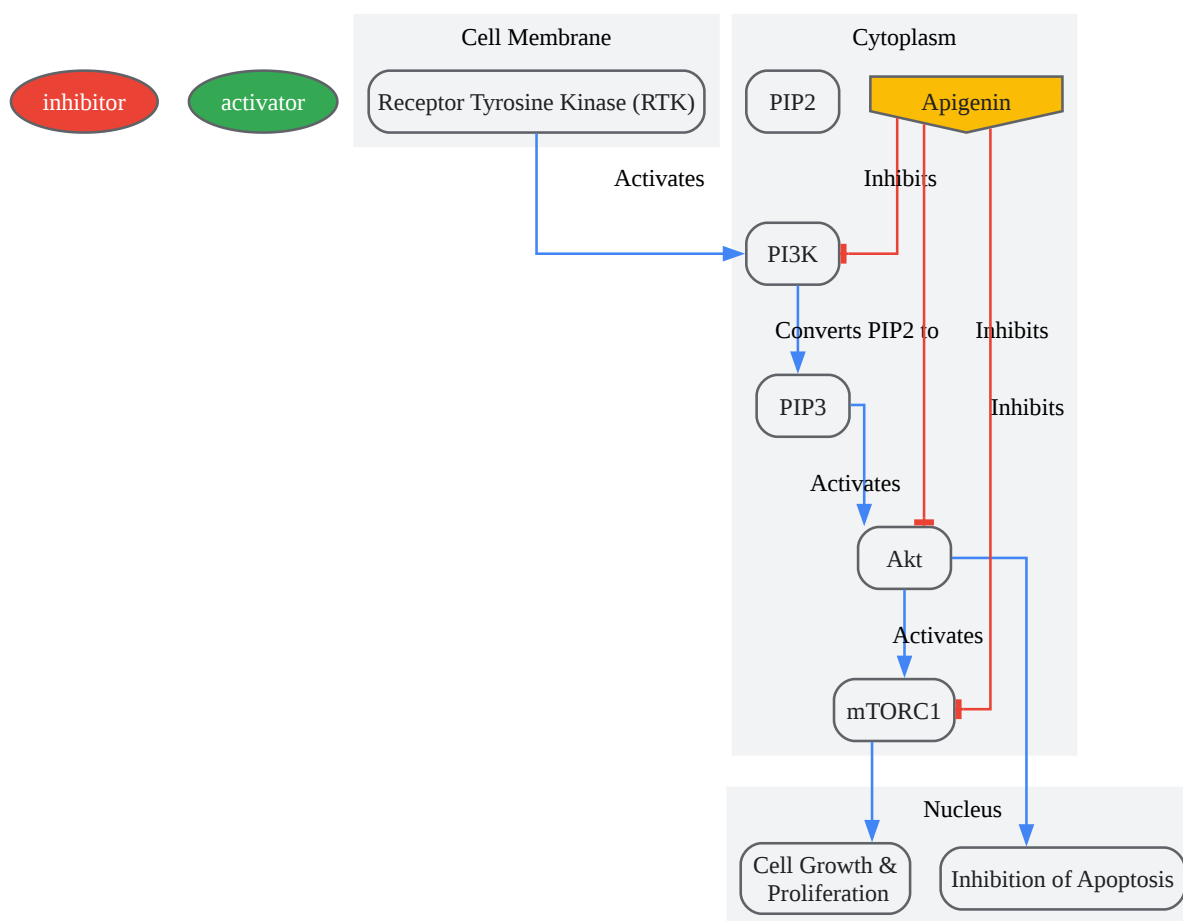 Cell Membrane
Cytoplasm
inhibitor
activator
Receptor Tyrosine Kinase (RTK)
PIP2
Apigenin
Activates
Inhibits
PI3K
Converts PIP2 to
Inhibits
PIP3
Inhibits
Activates
Akt
Activates
mTORC1
Nucleus
Cell Growth &
Proliferation
Inhibition of Apoptosis